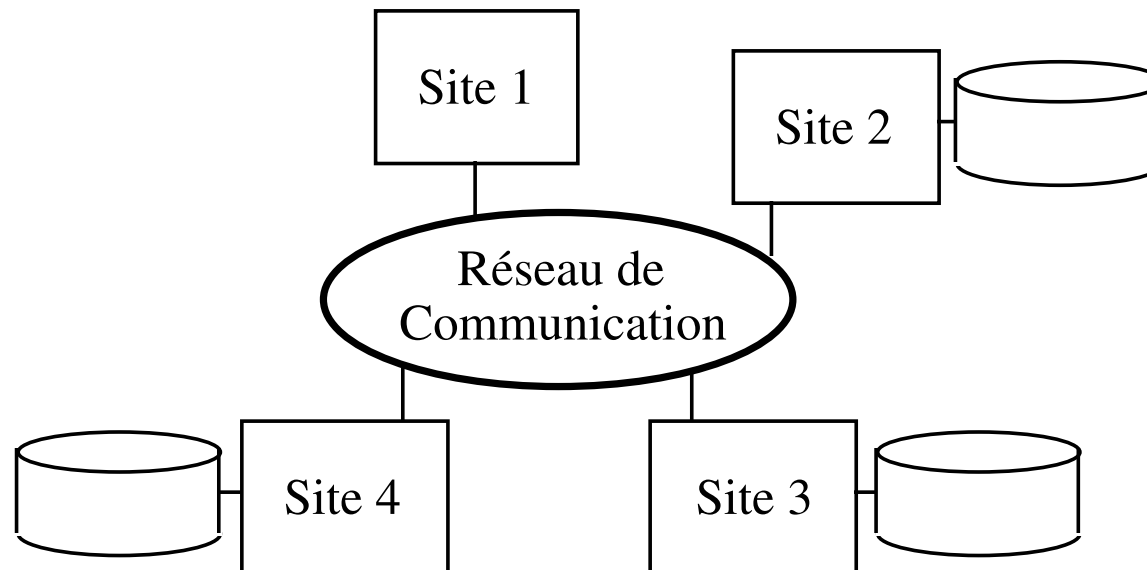 Site 1
Site 2
Réseau de
Communication
Site 4
Site 3